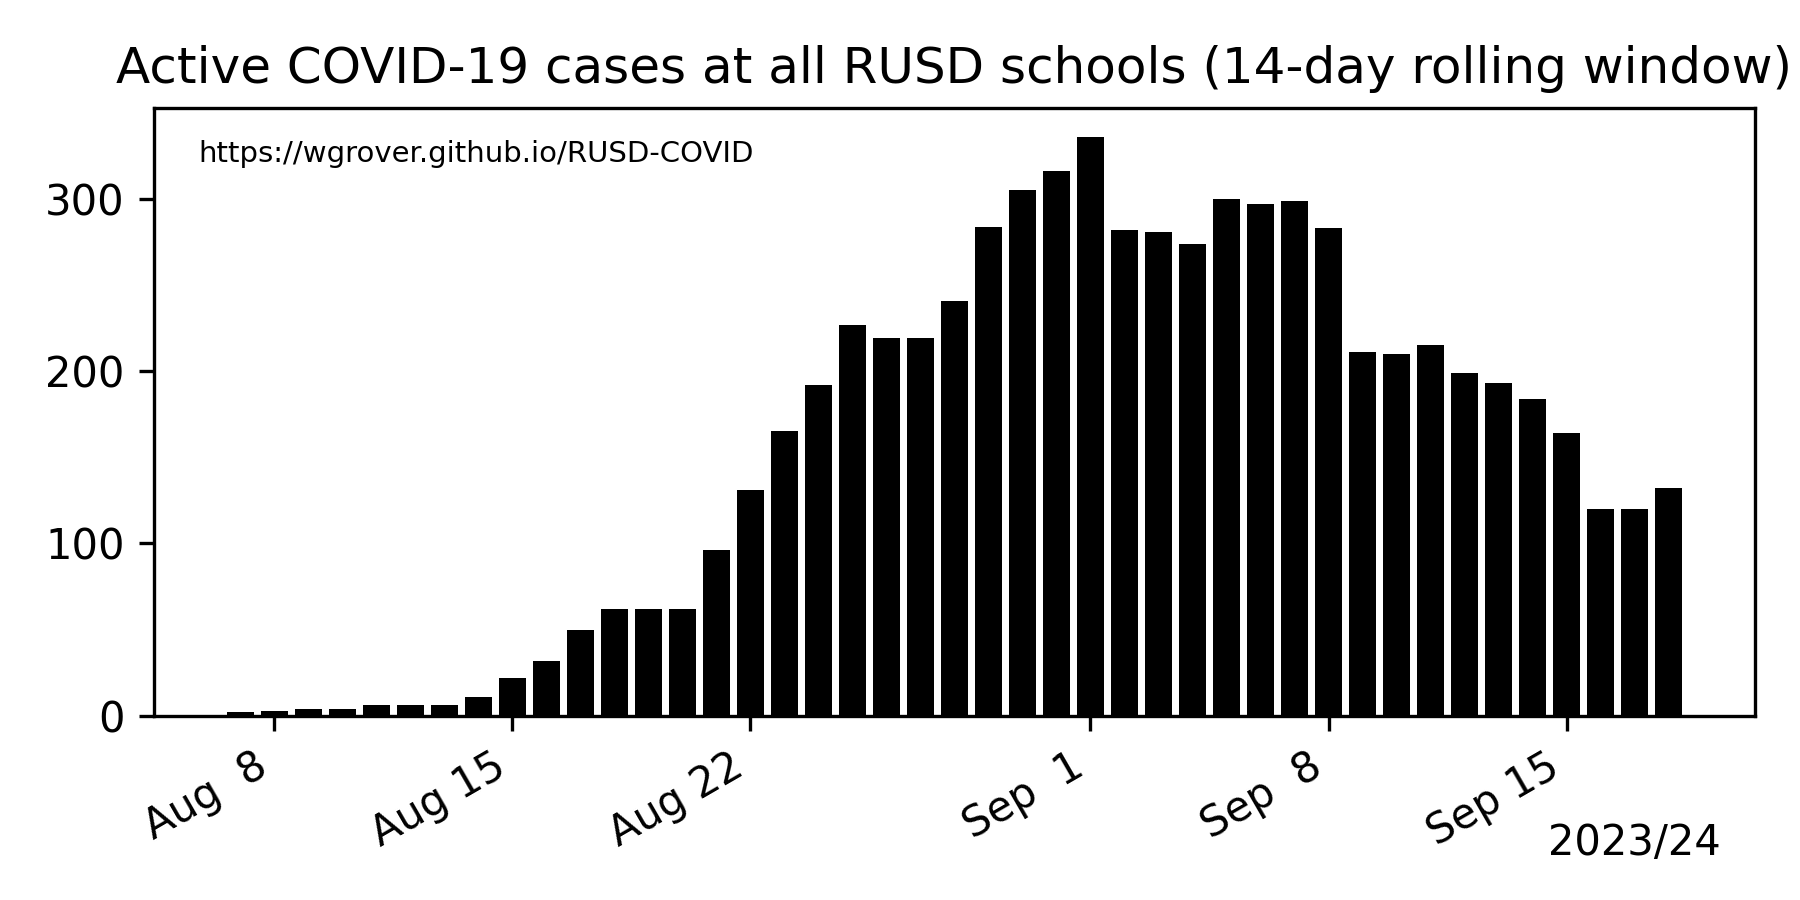 Active COVID-19 cases at all RUSD schools (14-day rolling window)
https://wgrover.github.io/RUSD-COVID
300
200
100
0
Aug 8
Aug 15
Aug 22
Sep 1
Sep 8
Sep 15
2023/24